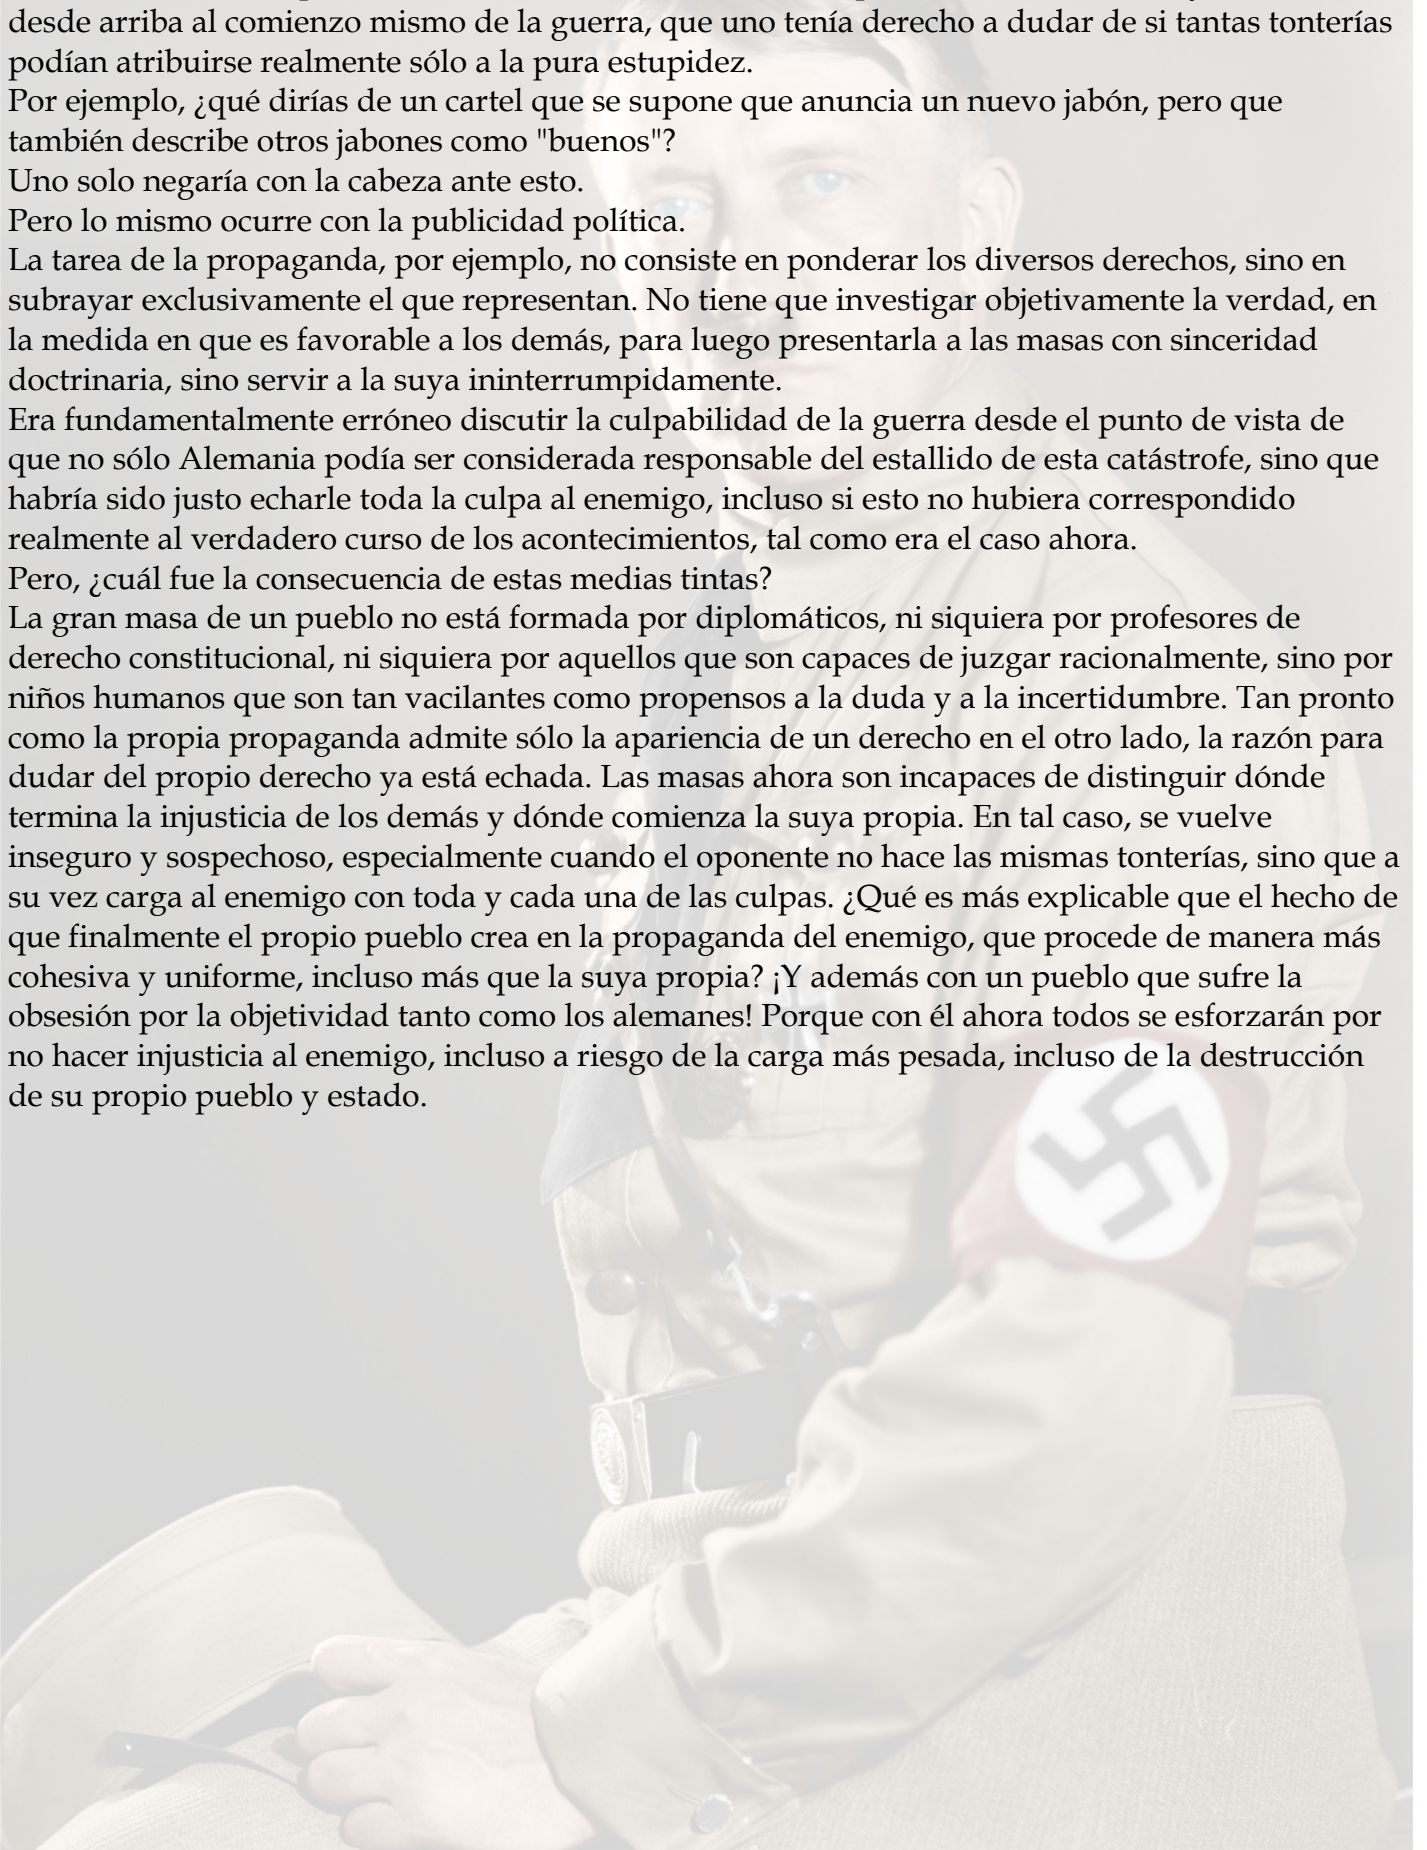 desde arriba al comienzo mismo de la guerra, que uno tenía derecho a dudar de si tantas tonterías
podían atribuirse realmente sólo a la pura estupidez.
Por ejemplo, ¿qué dirías de un cartel que se supone que anuncia un nuevo jabón, pero que
también describe otros jabones como "buenos"?
Uno solo negaría con la cabeza ante esto.
Pero lo mismo ocurre con la publicidad política.
La tarea de la propaganda, por ejemplo, no consiste en ponderar los diversos derechos, sino en
subrayar exclusivamente el que representan. No tiene que investigar objetivamente la verdad, en
la medida en que es favorable a los demás, para luego presentarla a las masas con sinceridad
doctrinaria, sino servir a la suya ininterrumpidamente.
Era fundamentalmente erróneo discutir la culpabilidad de la guerra desde el punto de vista de
que no sólo Alemania podía ser considerada responsable del estallido de esta catástrofe, sino que
habría sido justo echarle toda la culpa al enemigo, incluso si esto no hubiera correspondido
realmente al verdadero curso de los acontecimientos, tal como era el caso ahora.
Pero, ¿cuál fue la consecuencia de estas medias tintas?
La gran masa de un pueblo no está formada por diplomáticos, ni siquiera por profesores de
derecho constitucional, ni siquiera por aquellos que son capaces de juzgar racionalmente, sino por
niños humanos que son tan vacilantes como propensos a la duda y a la incertidumbre. Tan pronto
como la propia propaganda admite sólo la apariencia de un derecho en el otro lado, la razón para
dudar del propio derecho ya está echada. Las masas ahora son incapaces de distinguir dónde
termina la injusticia de los demás y dónde comienza la suya propia. En tal caso, se vuelve
inseguro y sospechoso, especialmente cuando el oponente no hace las mismas tonterías, sino que a
su vez carga al enemigo con toda y cada una de las culpas. ¿Qué es más explicable que el hecho de
que finalmente el propio pueblo crea en la propaganda del enemigo, que procede de manera más
cohesiva y uniforme, incluso más que la suya propia? ¡Y además con un pueblo que sufre la
obsesión por la objetividad tanto como los alemanes! Porque con él ahora todos se esforzarán por
no hacer injusticia al enemigo, incluso a riesgo de la carga más pesada, incluso de la destrucción
de su propio pueblo y estado.